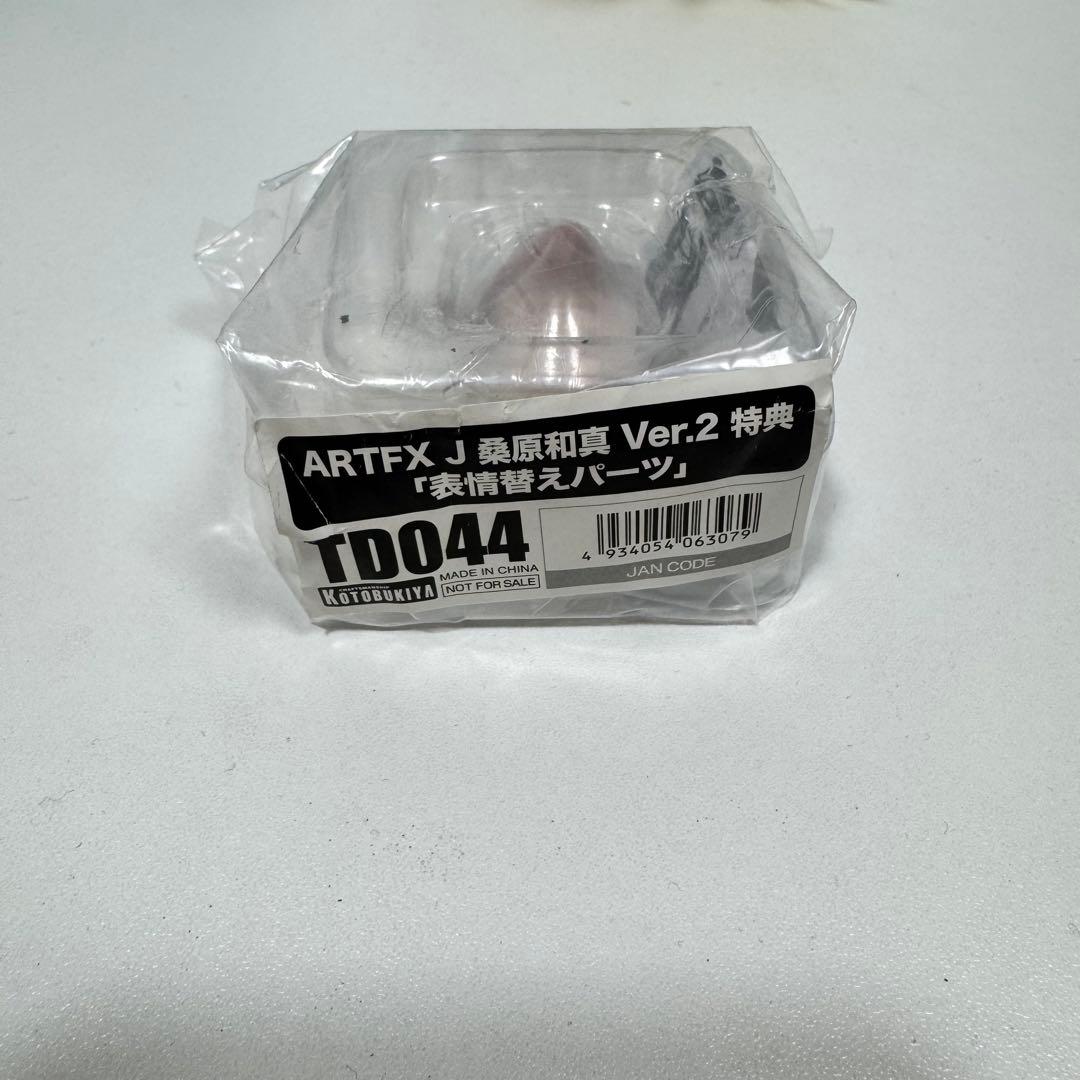 ARTFX J 桑原和真 Ver.2 特典
「表情替えパーツ」
TD044
MADE IN CHINA
CRAFTSMANSHIP
KOTOBUKIYA
NOT FOR SALE
4 934054 063079
JAN CODE